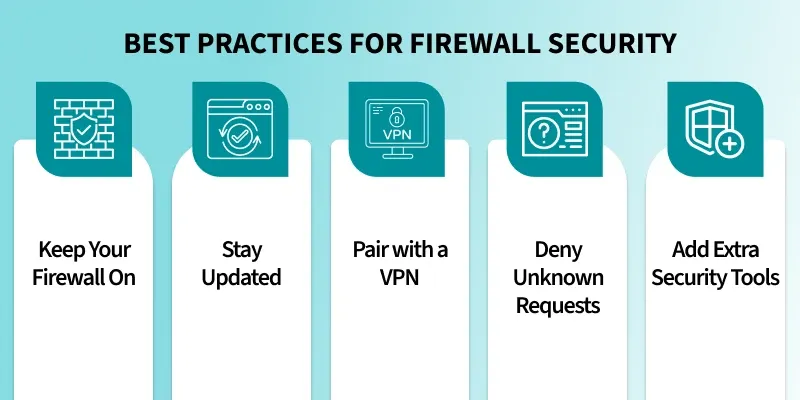 BEST PRACTICES FOR FIREWALL SECURITY
VPN
Keep Your
Firewall On
Stay
Updated
Pair with a
VPN
Deny
Unknown
Requests
Add Extra
Security Tools